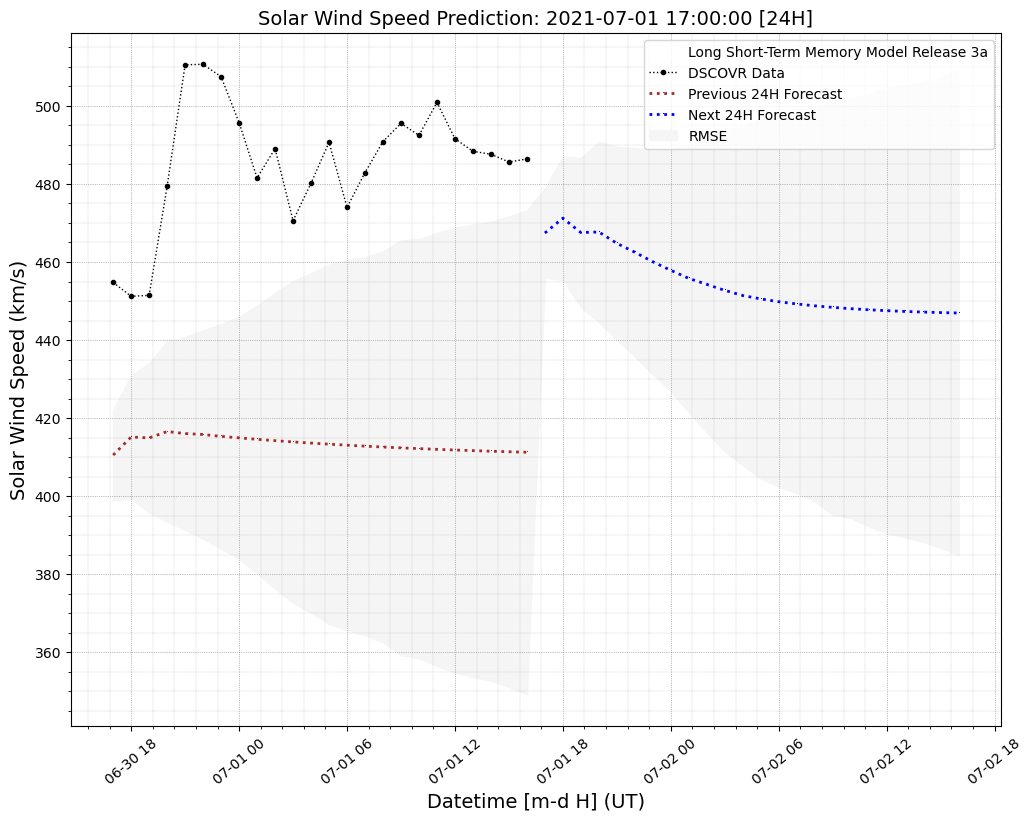 Solar Wind Speed Prediction: 2021-07-01 17:00:00 [24H]
Long Short-Term Memory Model Release 3a
DSCOVR Data
Previous 24H Forecast
Next 24H Forecast
RMSE
Solar Wind Speed (km/s)
500
480
460
440
420
400
380
360
06-30 18
07-01 00
07-01 06
07-01 12
07-01 18
07-02 00
07-02 06
07-02 12
07-02 18
Datetime [m-d H] (UT)